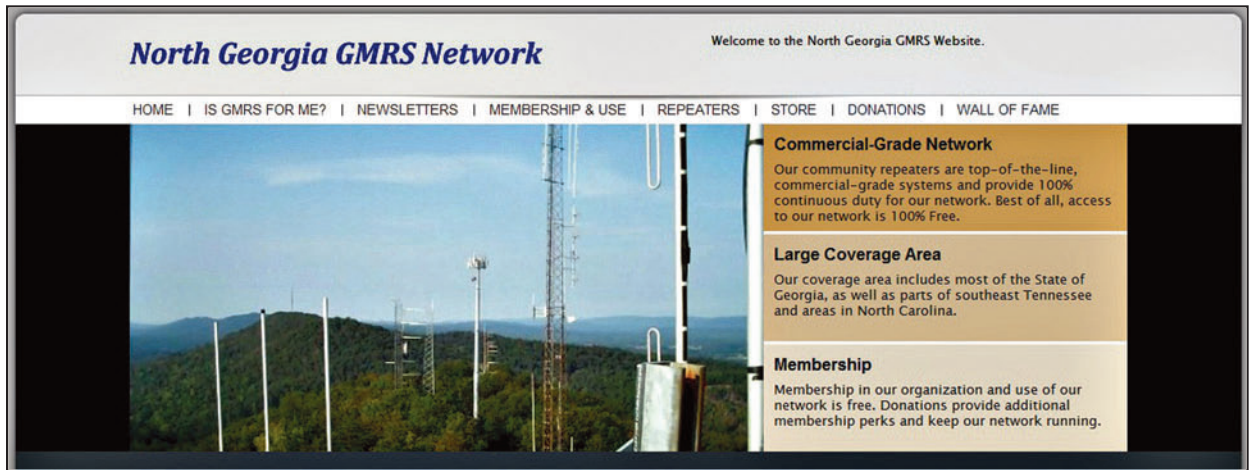 North Georgia GMRS Network
Welcome to the North Georgia GMRS Website.
HOME | IS GMRS FOR ME? | NEWSLETTERS | MEMBERSHIP & USE | REPEATERS | STORE | DONATIONS | WALL OF FAME
Commercial-Grade Network
Our community repeaters are top-of-the-line,
commercial-grade systems and provide 100%
continuous duty for our network. Best of all, access
to our network is 100% Free.
Large Coverage Area
Our coverage area includes most of the State of
Georgia, as well as parts of southeast Tennessee
and areas in North Carolina.
Membership
Membership in our organization and use of our
network is free. Donations provide additional
membership perks and keep our network running.